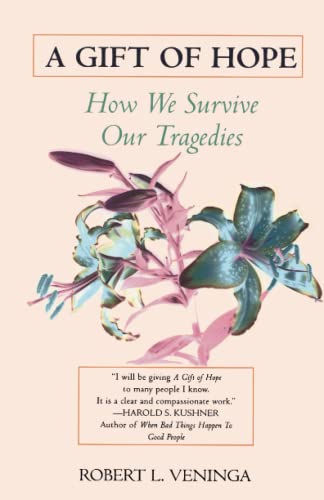 A GIFT OF HOPE
How We Survive
Our Tragedies
"I will be giving A Gift of Hope
to many people I know.
It is a clear and compassionate work."
—HAROLD S. KUSHNER
Author of When Bad Things Happen To
Good People
ROBERT L. VENINGA